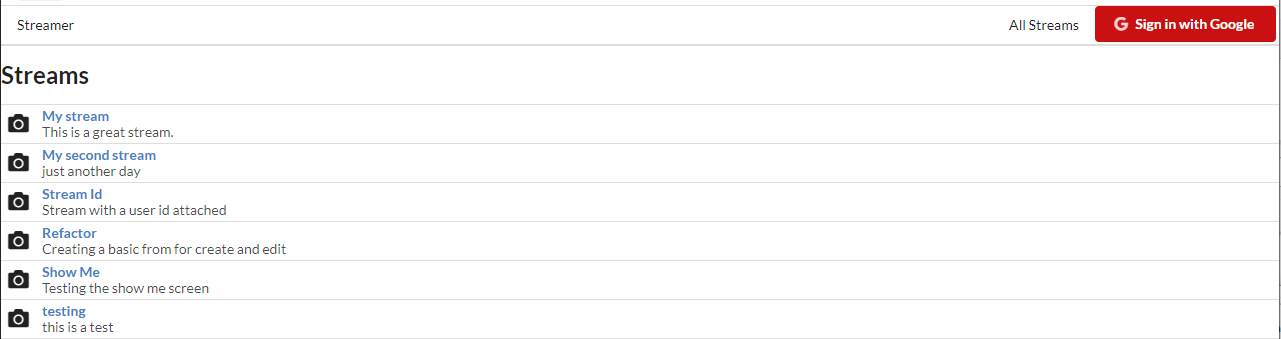 Streamer
All Streams
Sign in with Google
Streams
My stream
This is a great stream.
My second stream
just another day
Stream Id
Stream with a user id attached
Refactor
Creating a basic from for create and edit
Show Me
Testing the show me screen
testing
this is a test